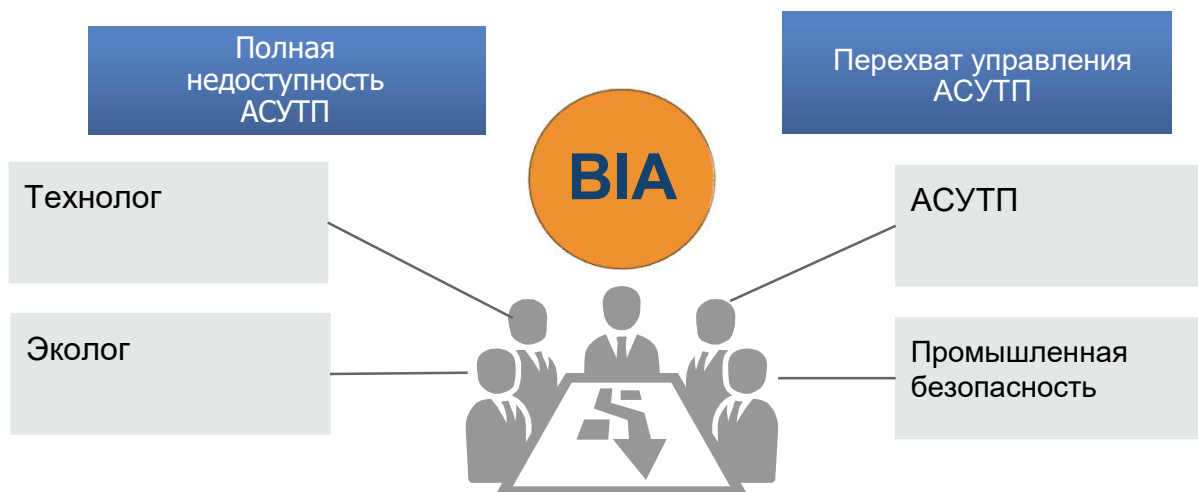 Полная
недоступность
АСУТП
Перехват управления
АСУТП
BIA
Технолог
АСУТП
Эколог
Промышленная
безопасность